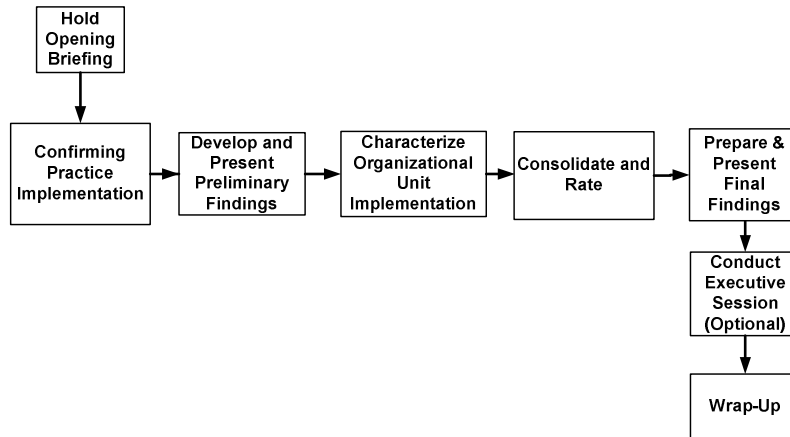 Hold
Opening
Briefing
Confirming
Practice
Implementation
Develop and
Present
Preliminary
Findings
Characterize
Organizational
Unit
Implementation
Consolidate and
Rate
Prepare &
Present
Final
Findings
Conduct
Executive
Session
(Optional)
Wrap-Up